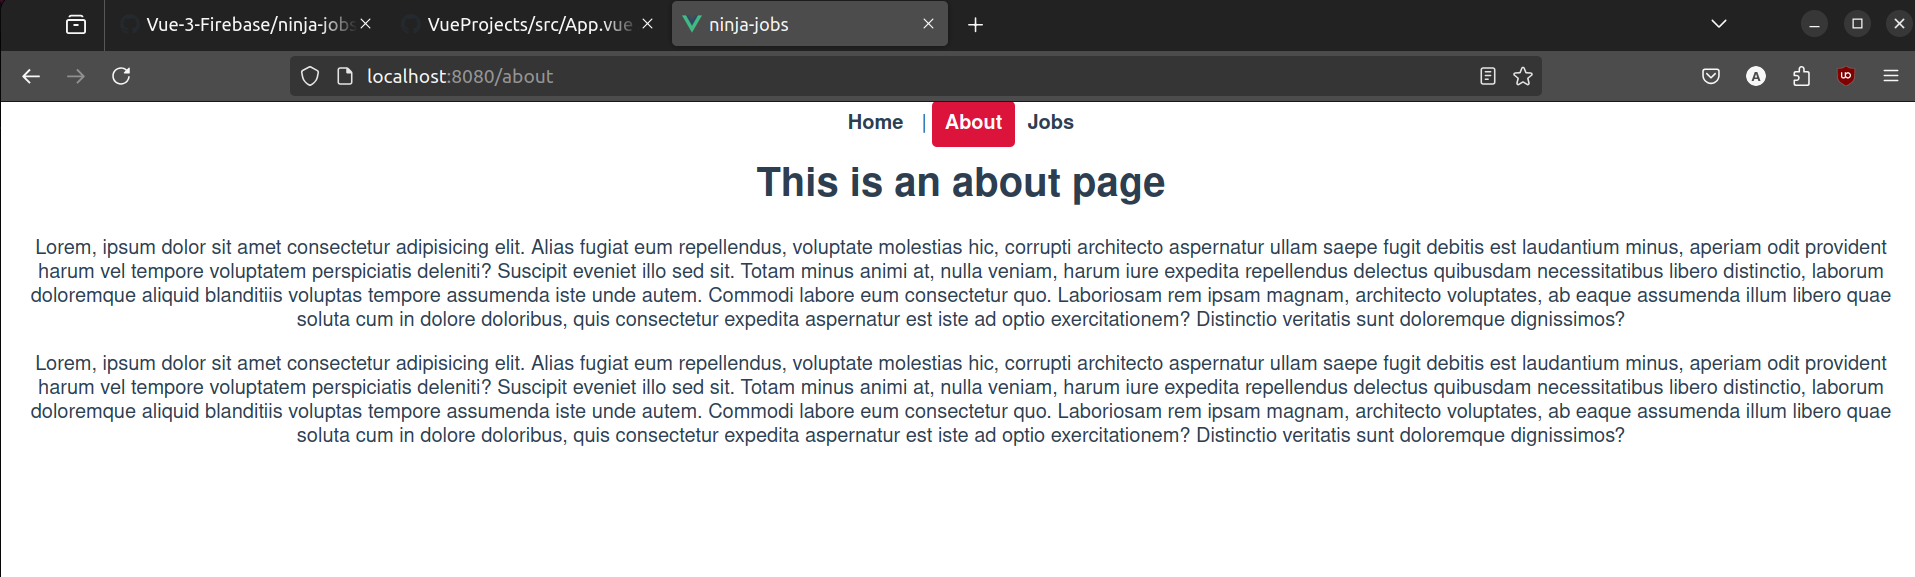 Vue-3-Firebase/ninja-jobs
VueProjects/src/App.vue
ninja-jobs
localhost:8080/about
A
Home | About Jobs
This is an about page
Lorem, ipsum dolor sit amet consectetur adipisicing elit. Alias fugiat eum repellendus, voluptate molestias hic, corrupti architecto aspernatur ullam saepe fugit debitis est laudantium minus, aperiam odit provident
harum vel tempore voluptatem perspiciatis deleniti? Suscipit eveniet illo sed sit. Totam minus animi at, nulla veniam, harum iure expedita repellendus delectus quibusdam necessitatibus libero distinctio, laborum
doloremque aliquid blanditiis voluptas tempore assumenda iste unde autem. Commodi labore eum consectetur quo. Laboriosam rem ipsam magnam, architecto voluptates, ab eaque assumenda illum libero quae
soluta cum in dolore doloribus, quis consectetur expedita aspernatur est iste ad optio exercitationem? Distinctio veritatis sunt doloremque dignissimos?
Lorem, ipsum dolor sit amet consectetur adipisicing elit. Alias fugiat eum repellendus, voluptate molestias hic, corrupti architecto aspernatur ullam saepe fugit debitis est laudantium minus, aperiam odit provident
harum vel tempore voluptatem perspiciatis deleniti? Suscipit eveniet illo sed sit. Totam minus animi at, nulla veniam, harum iure expedita repellendus delectus quibusdam necessitatibus libero distinctio, laborum
doloremque aliquid blanditiis voluptas tempore assumenda iste unde autem. Commodi labore eum consectetur quo. Laboriosam rem ipsam magnam, architecto voluptates, ab eaque assumenda illum libero quae
soluta cum in dolore doloribus, quis consectetur expedita aspernatur est iste ad optio exercitationem? Distinctio veritatis sunt doloremque dignissimos?